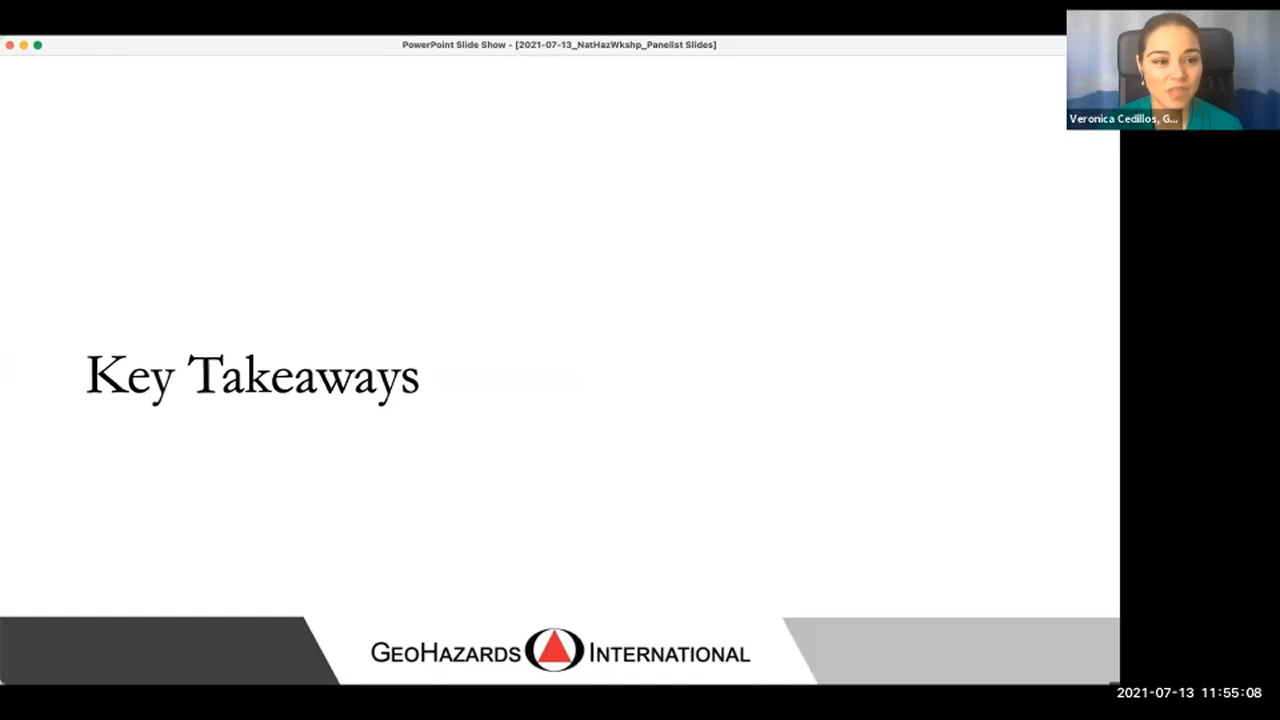 PowerPoint Slide Show - [2021-07-13_NatHazWkshp_Panelist Slides]
Veronica Cedillos, G...
Key Takeaways
GEOHAZARDS INTERNATIONAL
2021-07-13 11:55:08